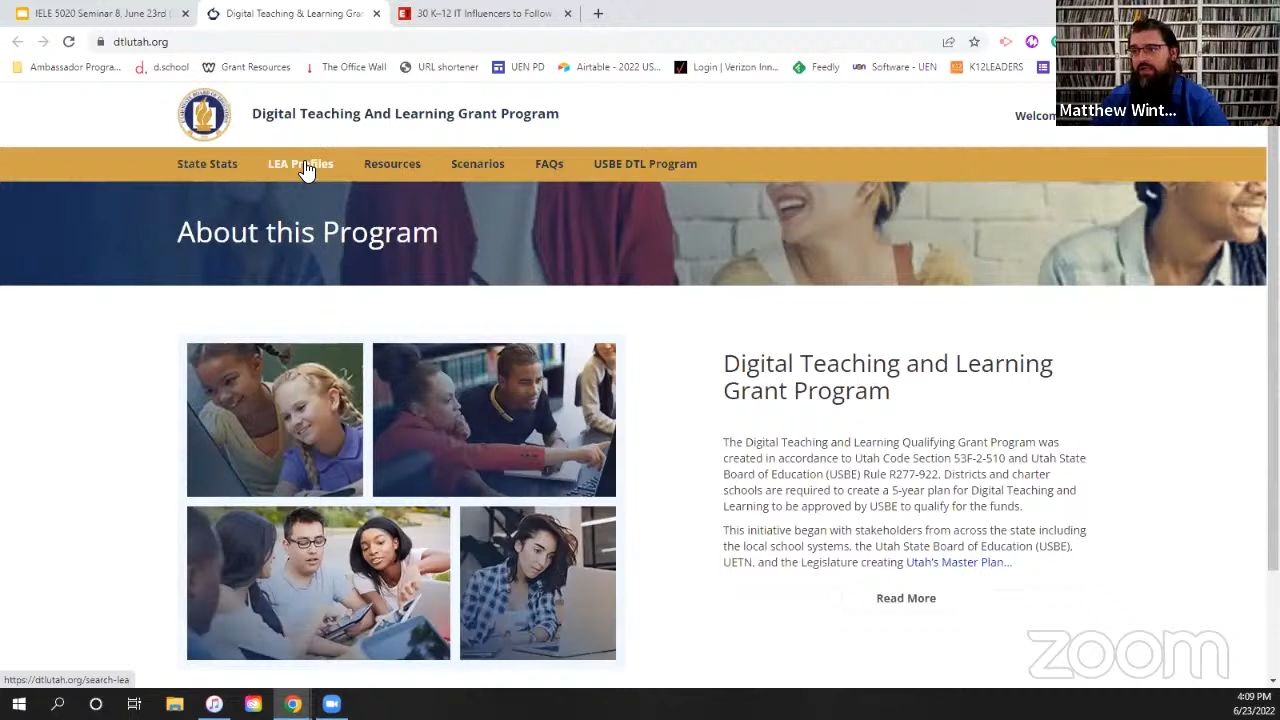 IELE 5020 Seminar 8, June 23rd (
Digital Teaching & Learning Gra
30 K-12 IT Influencers to Follow
dtlutah.org
Ambassador Progra...
d.school
Grant Resources
The Office Wall
URL Shortener
UEN PD
Airtable - 2022 US...
Login | Verizon Inn...
Feedly
Software - UEN
K12LEADERS
Matthew Wint...
Digital Teaching And Learning Grant Program
Welcom
State Stats
LEA Profiles
Resources
Scenarios
FAQs
USBE DTL Program
About this Program
Digital Teaching and Learning
Grant Program
The Digital Teaching and Learning Qualifying Grant Program was
created in accordance to Utah Code Section 53F-2-510 and Utah State
Board of Education (USBE) Rule R277-922. Districts and charter
schools are required to create a 5-year plan for Digital Teaching and
Learning to be approved by USBE to qualify for the funds.
This initiative began with stakeholders from across the state including
the local school systems, the Utah State Board of Education (USBE),
UETN, and the Legislature creating Utah's Master Plan...
Read More
zoom
https://dtlutah.org/search-lea
4:09 PM
6/23/2022